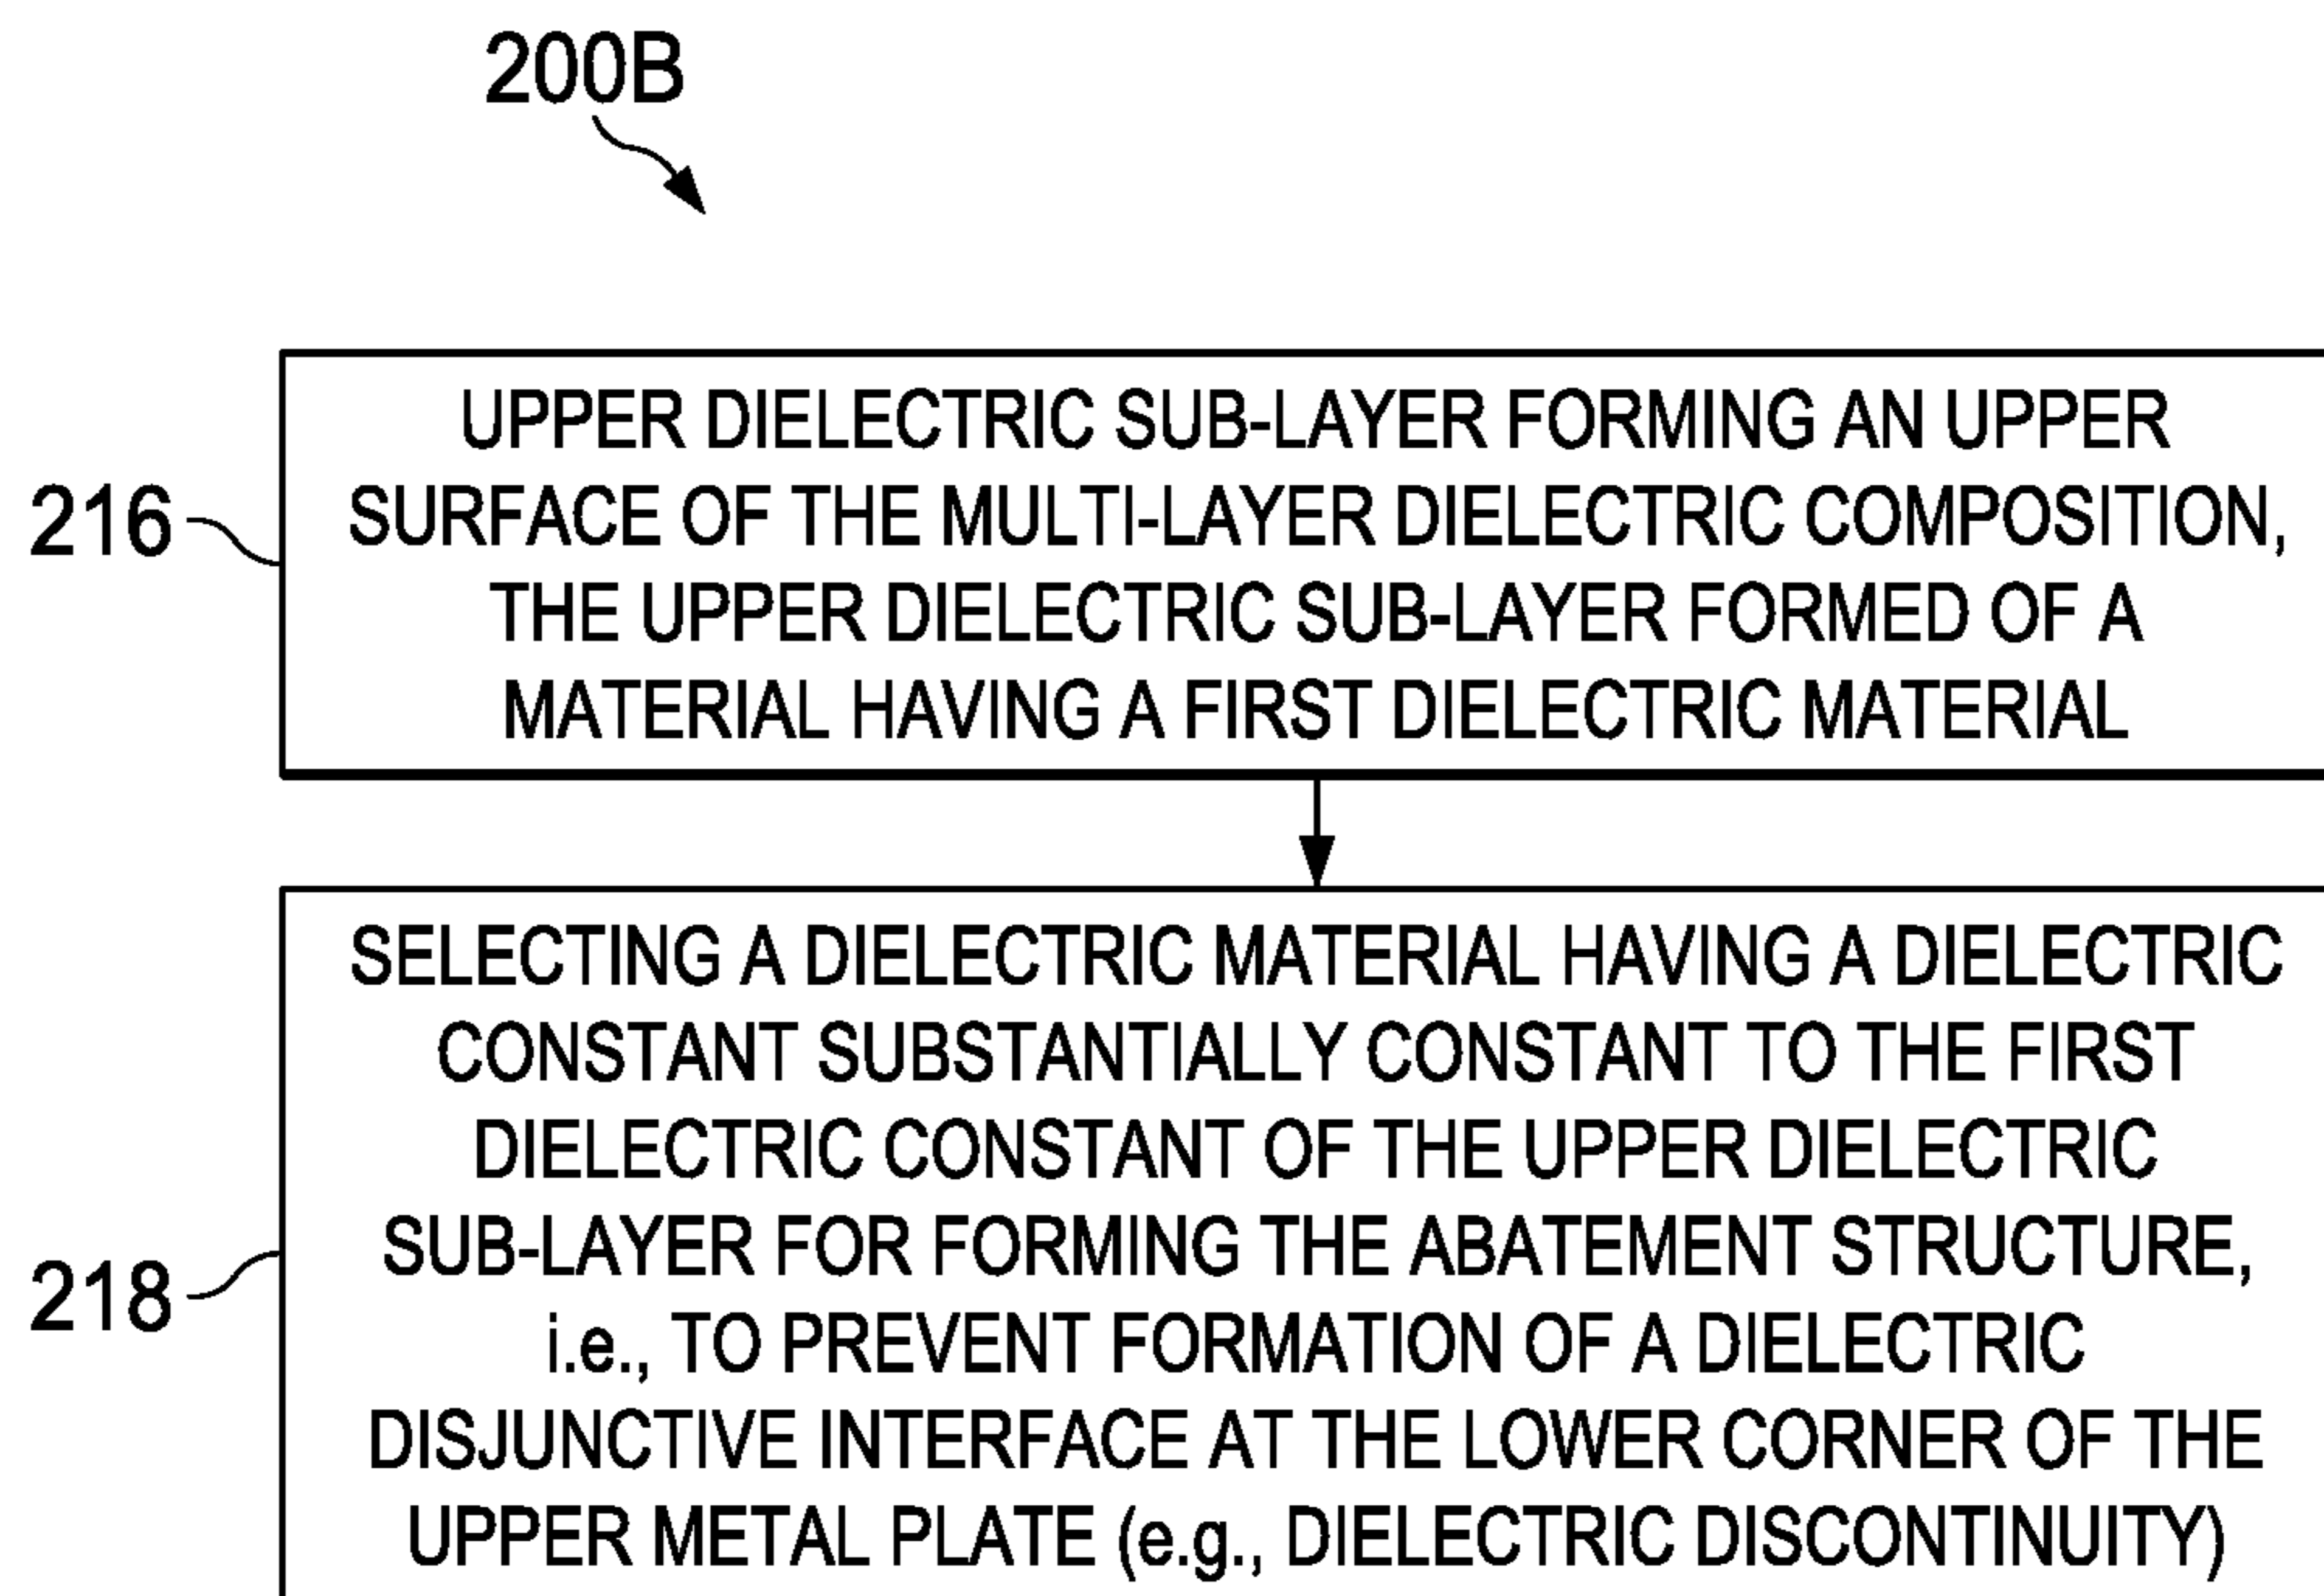 200B
216
UPPER DIELECTRIC SUB-LAYER FORMING AN UPPER
SURFACE OF THE MULTI-LAYER DIELECTRIC COMPOSITION,
THE UPPER DIELECTRIC SUB-LAYER FORMED OF A
MATERIAL HAVING A FIRST DIELECTRIC MATERIAL
218
SELECTING A DIELECTRIC MATERIAL HAVING A DIELECTRIC
CONSTANT SUBSTANTIALLY CONSTANT TO THE FIRST
DIELECTRIC CONSTANT OF THE UPPER DIELECTRIC
SUB-LAYER FOR FORMING THE ABATEMENT STRUCTURE,
i.e., TO PREVENT FORMATION OF A DIELECTRIC
DISJUNCTIVE INTERFACE AT THE LOWER CORNER OF THE
UPPER METAL PLATE (e.g., DIELECTRIC DISCONTINUITY)